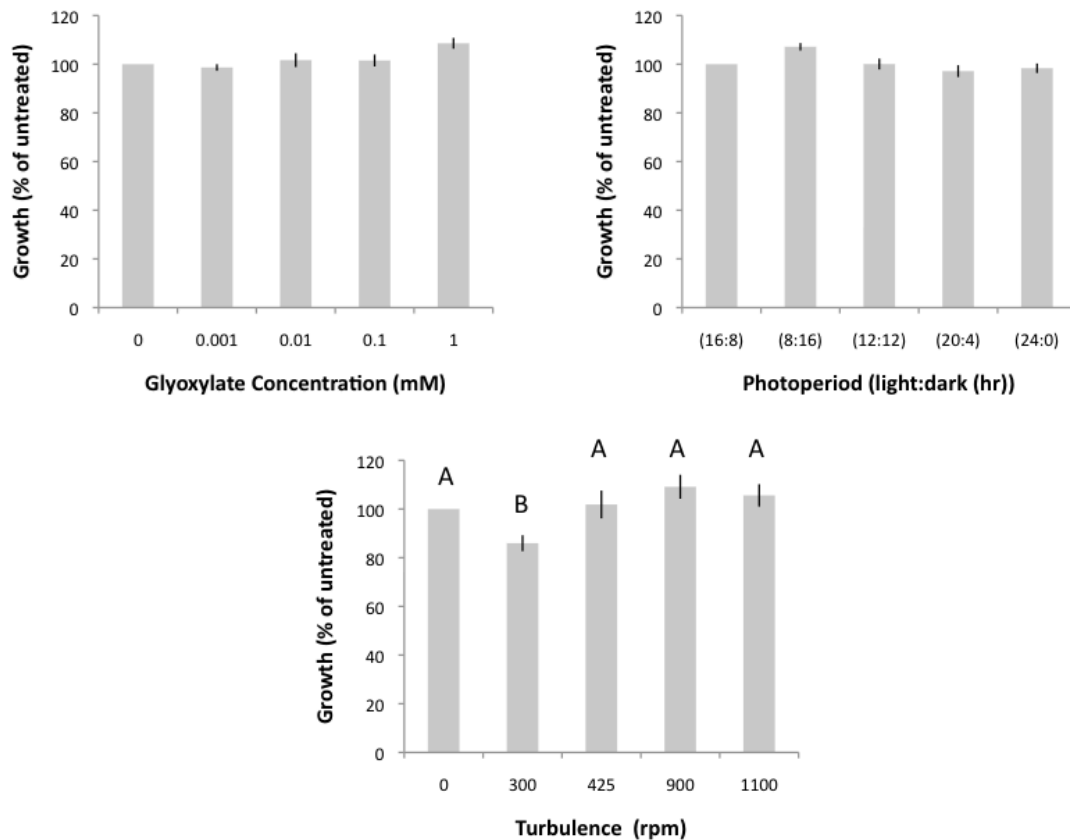 Growth (% of untreated)
120
100
80
60
40
20
0
0 0.001 0.01 0.1 1
Glyoxylate Concentration (mM)
Growth (% of untreated)
120
100
80
60
40
20
0
(16:8) (8:16) (12:12) (20:4) (24:0)
Photoperiod (light:dark (hr))
Growth (% of untreated)
120
100
80
60
40
20
0
A B A A A
0 300 425 900 1100
Turbulence (rpm)